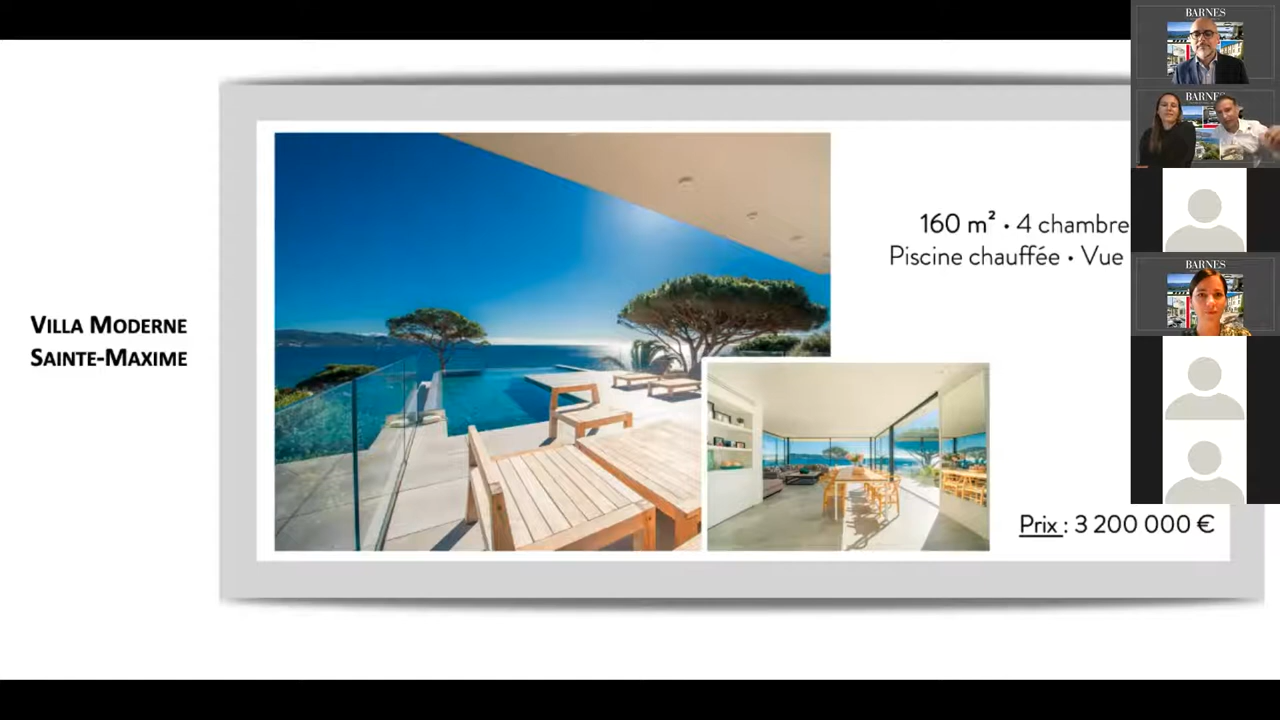 VILLA MODERNE
SAINTE-MAXIME
160 m² • 4 chambre
Piscine chauffée • Vue
Prix : 3 200 000 €
BARNES
BARNES
BARNES